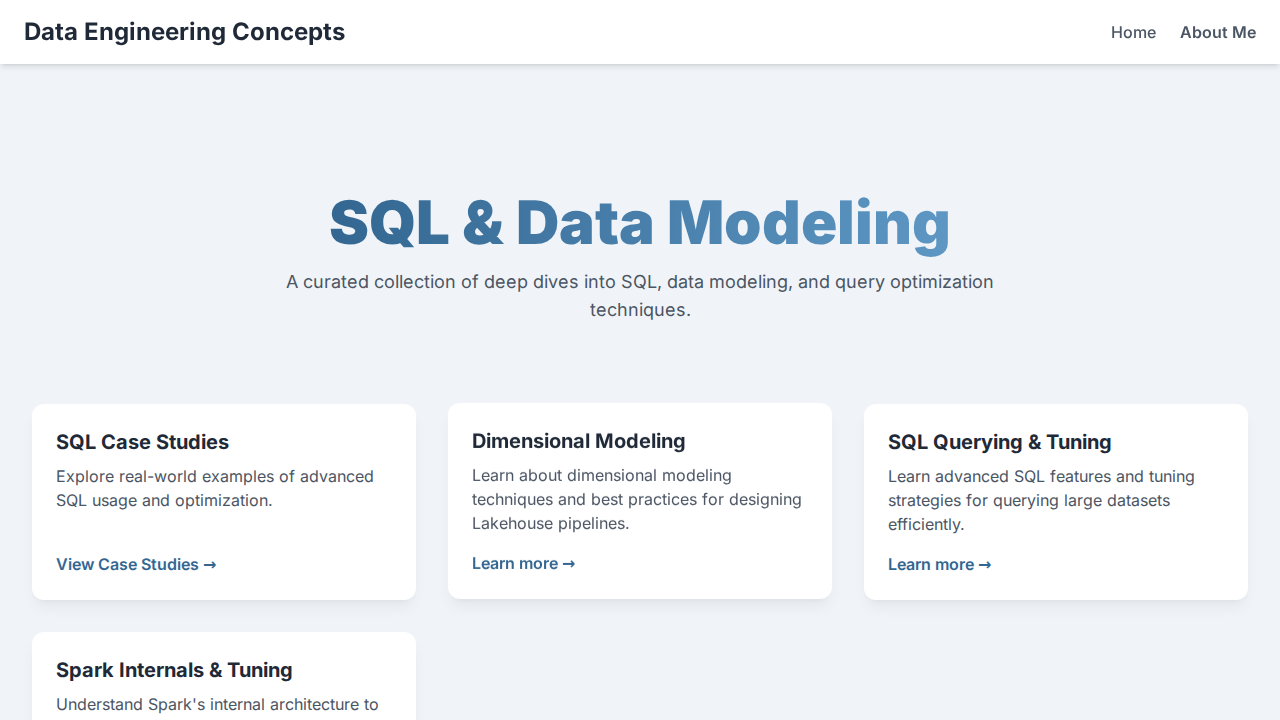 Data Engineering Concepts
Home
About Me
SQL & Data Modeling
A curated collection of deep dives into SQL, data modeling, and query optimization
techniques.
SQL Case Studies
Explore real-world examples of advanced
SQL usage and optimization.
View Case Studies →
Dimensional Modeling
Learn about dimensional modeling
techniques and best practices for designing
Lakehouse pipelines.
Learn more →
SQL Querying & Tuning
Learn advanced SQL features and tuning
strategies for querying large datasets
efficiently.
Learn more →
Spark Internals & Tuning
Understand Spark's internal architecture to